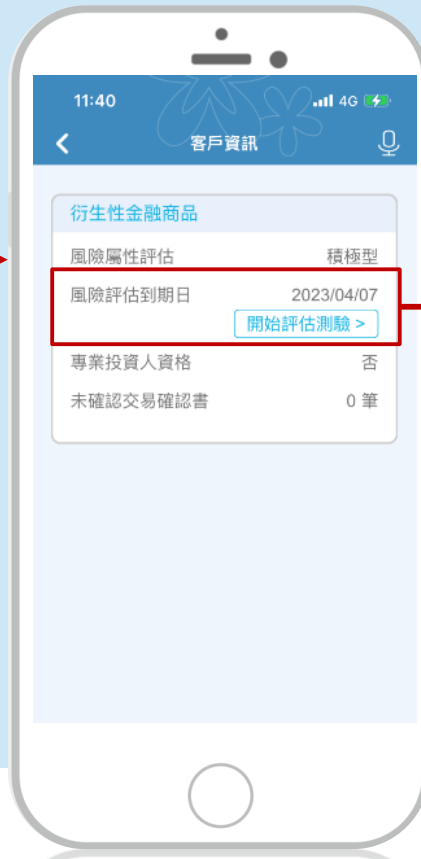 11:40 4G
客戶資訊
衍生性金融商品
風險屬性評估 積極型
風險評估到期日 2023/04/07
開始評估測驗 >
專業投資人資格 否
未確認交易確認書 0 筆